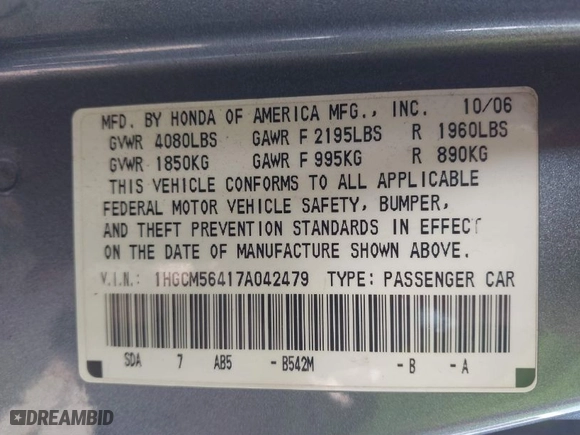 MFD. BY HONDA OF AMERICA MFG., INC. 10/06
GVWR 4080LBS GAWR F 2195LBS R 1960LBS
GVWR 1850KG GAWR F 995KG R 890KG
THIS VEHICLE CONFORMS TO ALL APPLICABLE
FEDERAL MOTOR VEHICLE SAFETY, BUMPER,
AND THEFT PREVENTION STANDARDS IN EFFECT
ON THE DATE OF MANUFACTURE SHOWN ABOVE.
V.I.N.: 1HGCM56417A042479 TYPE: PASSENGER CAR
SDA 7 AB5 - B542M - B - A
DREAMBID